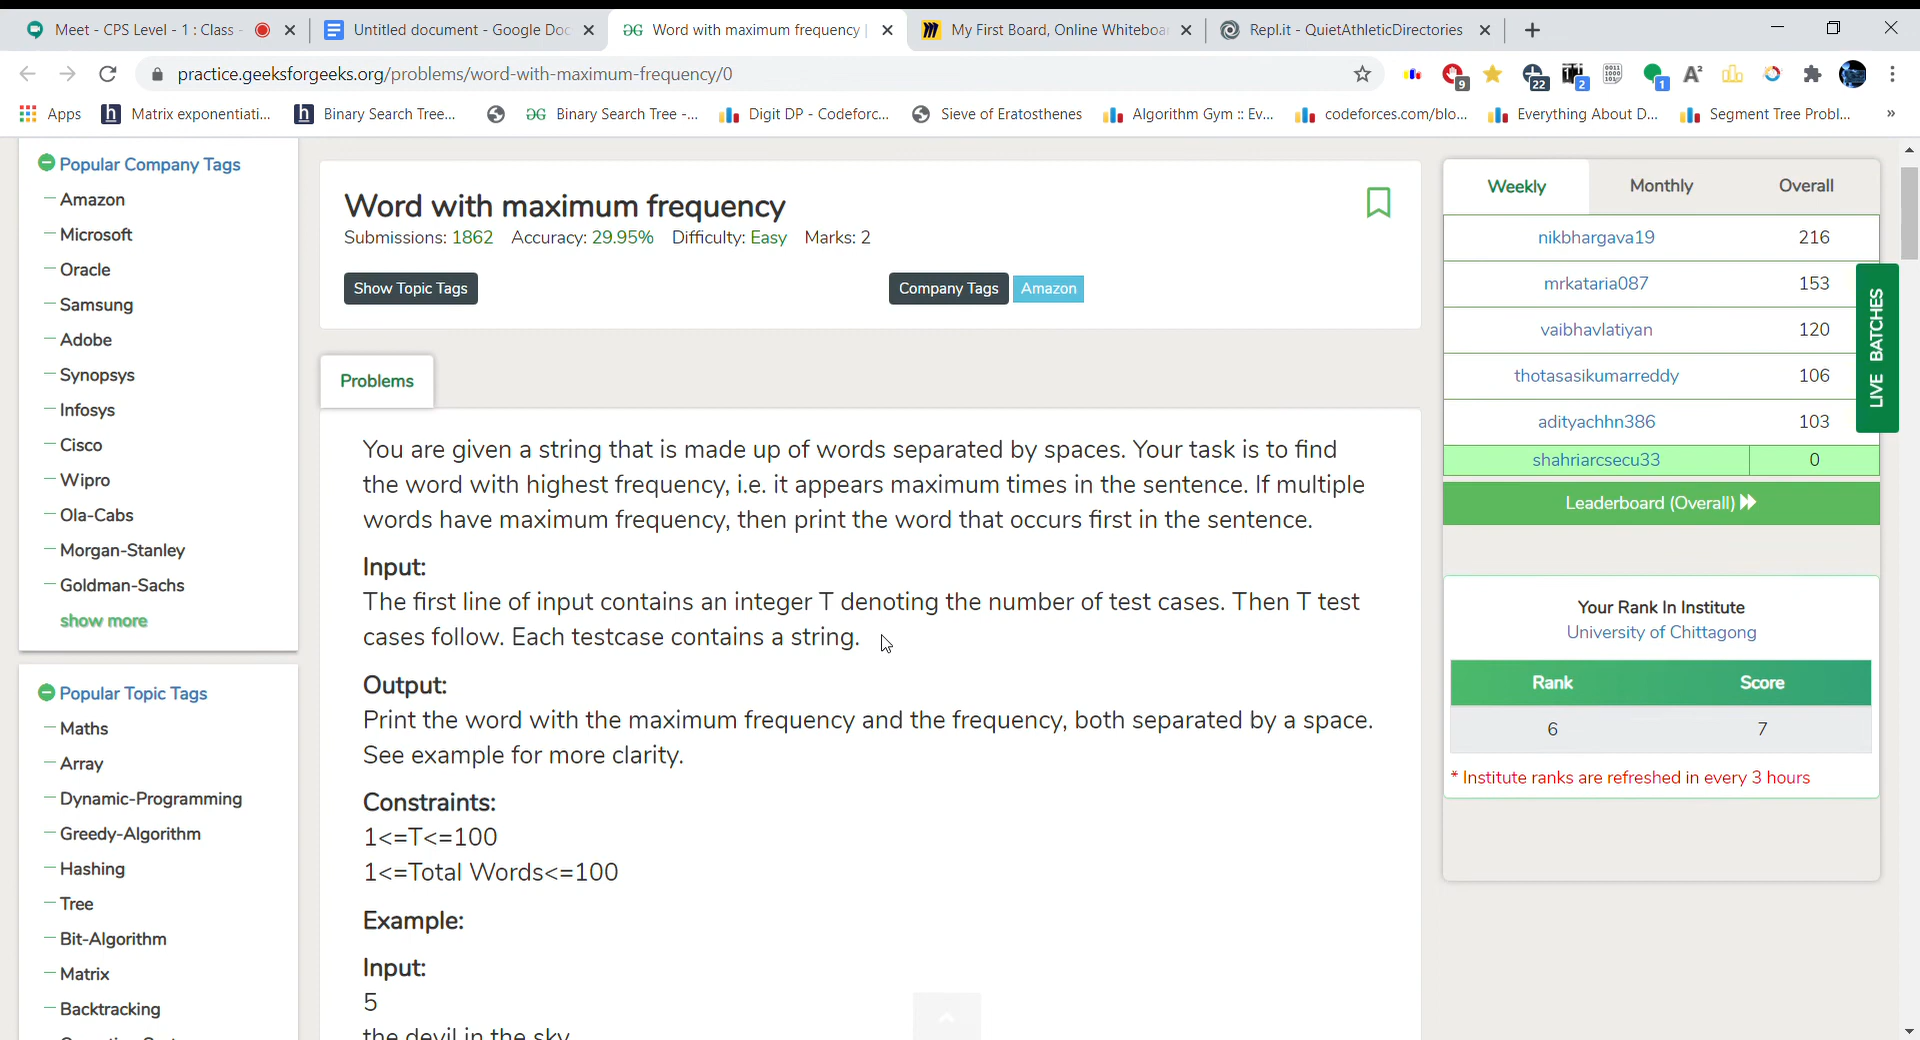 Meet - CPS Level - 1 : Class -
Untitled document - Google Doc
Word with maximum frequency |
My First Board, Online Whiteboar
Repl.it - QuietAthleticDirectories
practice.geeksforgeeks.org/problems/word-with-maximum-frequency/0
9
22
2
1
A²
Apps
Matrix exponentiati...
Binary Search Tree...
Binary Search Tree -...
Digit DP - Codeforc...
Sieve of Eratosthenes
Algorithm Gym :: Ev...
codeforces.com/blo...
Everything About D...
Segment Tree Probl...
»
Popular Company Tags
Amazon
Microsoft
Oracle
Samsung
Adobe
Synopsys
Infosys
Cisco
Wipro
Ola-Cabs
Morgan-Stanley
Goldman-Sachs
show more
Popular Topic Tags
Maths
Array
Dynamic-Programming
Greedy-Algorithm
Hashing
Tree
Bit-Algorithm
Matrix
Backtracking
Word with maximum frequency
Submissions: 1862 Accuracy: 29.95% Difficulty: Easy Marks: 2
Show Topic Tags
Company Tags Amazon
Problems
You are given a string that is made up of words separated by spaces. Your task is to find
the word with highest frequency, i.e. it appears maximum times in the sentence. If multiple
words have maximum frequency, then print the word that occurs first in the sentence.
Input:
The first line of input contains an integer T denoting the number of test cases. Then T test
cases follow. Each testcase contains a string.
Output:
Print the word with the maximum frequency and the frequency, both separated by a space.
See example for more clarity.
Constraints:
1<=T<=100
1<=Total Words<=100
Example:
Input:
5
the devil in the sky
Weekly Monthly Overall
nikbhargava19 216
mrkataria087 153
vaibhavlatiyan 120
thotasasikumarreddy 106
adityachhn386 103
shahriarcsecu33 0
Leaderboard (Overall)
LIVE BATCHES
Your Rank In Institute
University of Chittagong
Rank Score
6 7
* Institute ranks are refreshed in every 3 hours